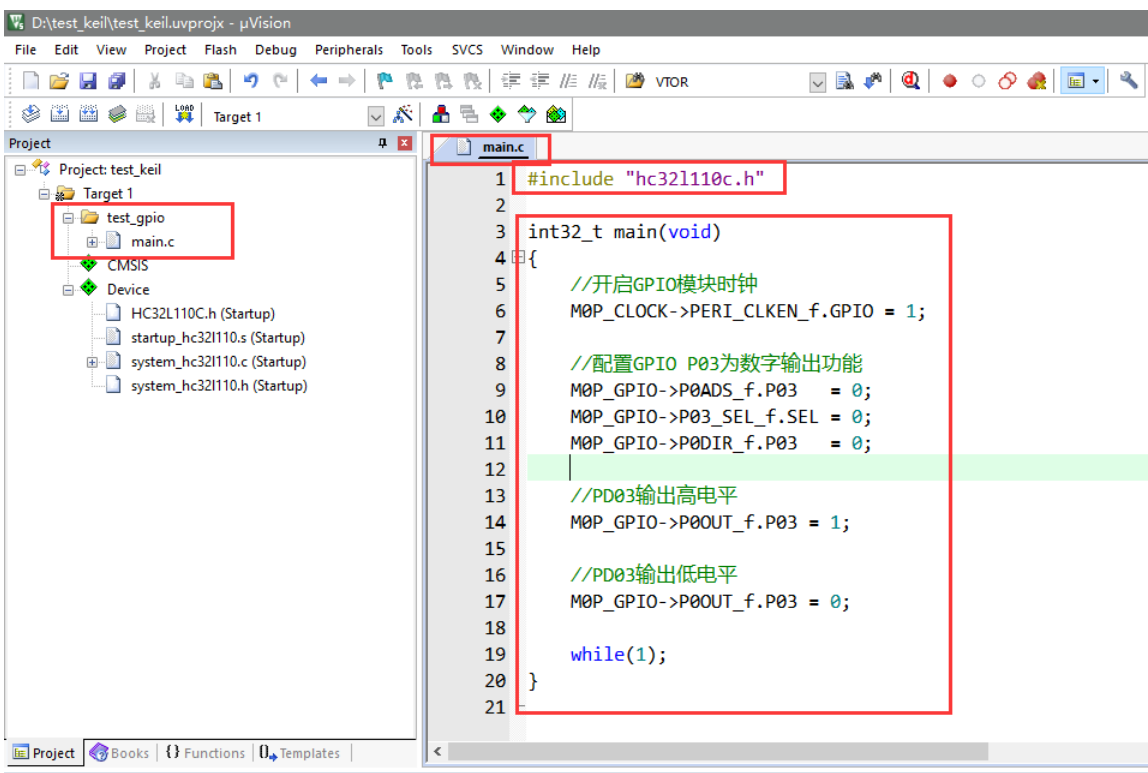 D:\test_keil\test_keil.uvprojx - µVision
File Edit View Project Flash Debug Peripherals Tools SVCS Window Help
VTOR
LOAD Target 1
Project
main.c
Project: test_keil
Target 1
test_gpio
main.c
CMSIS
Device
HC32L110C.h (Startup)
startup_hc32l110.s (Startup)
system_hc32l110.c (Startup)
system_hc32l110.h (Startup)
1 #include "hc32l110c.h"
2
3 int32_t main(void)
4 {
5 //开启GPIO模块时钟
6 M0P_CLOCK->PERI_CLKEN_f.GPIO = 1;
7
8 //配置GPIO P03为数字输出功能
9 M0P_GPIO->P0ADS_f.P03   = 0;
10 M0P_GPIO->P03_SEL_f.SEL = 0;
11 M0P_GPIO->P0DIR_f.P03   = 0;
12
13 //PD03输出高电平
14 M0P_GPIO->P0OUT_f.P03 = 1;
15
16 //PD03输出低电平
17 M0P_GPIO->P0OUT_f.P03 = 0;
18
19 while(1);
20 }
21
Project Books {} Functions 0 Templates